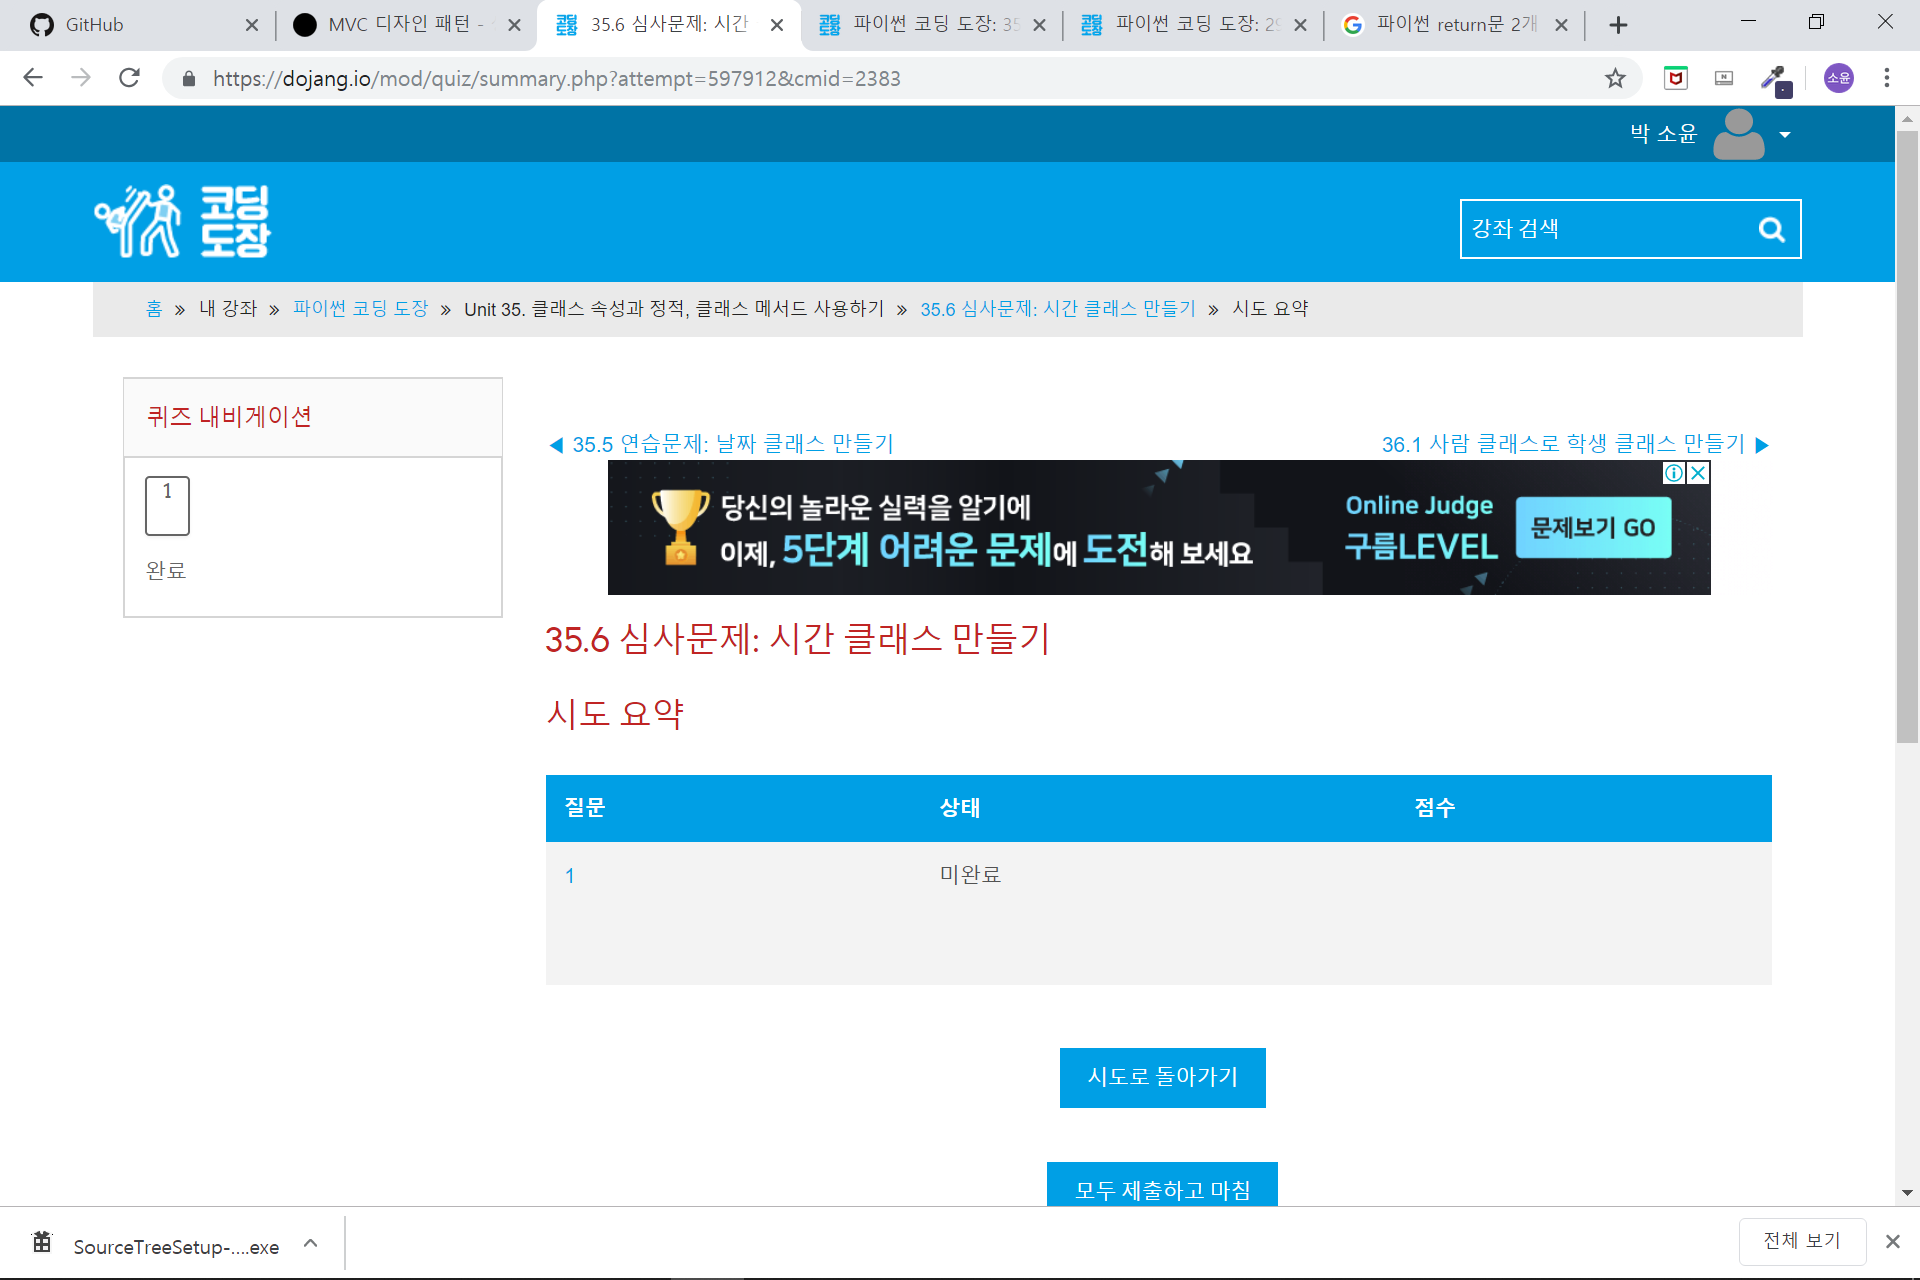 GitHub
MVC 디자인 패턴 -
35.6 심사문제: 시간
파이썬 코딩 도장: 35
파이썬 코딩 도장: 29
파이썬 return문 2개
https://dojang.io/mod/quiz/summary.php?attempt=597912&cmid=2383
소윤
박 소윤
코딩
도장
강좌 검색
홈 » 내 강좌 » 파이썬 코딩 도장 » Unit 35. 클래스 속성과 정적, 클래스 메서드 사용하기 » 35.6 심사문제: 시간 클래스 만들기 » 시도 요약
퀴즈 내비게이션
1
완료
◀ 35.5 연습문제: 날짜 클래스 만들기
36.1 사람 클래스로 학생 클래스 만들기 ▶
당신의 놀라운 실력을 알기에
이제, 5단계 어려운 문제에 도전해 보세요
Online Judge
구름LEVEL
문제보기 GO
35.6 심사문제: 시간 클래스 만들기
시도 요약
질문 상태 점수
1 미완료
시도로 돌아가기
모두 제출하고 마침
SourceTreeSetup-....exe
전체 보기